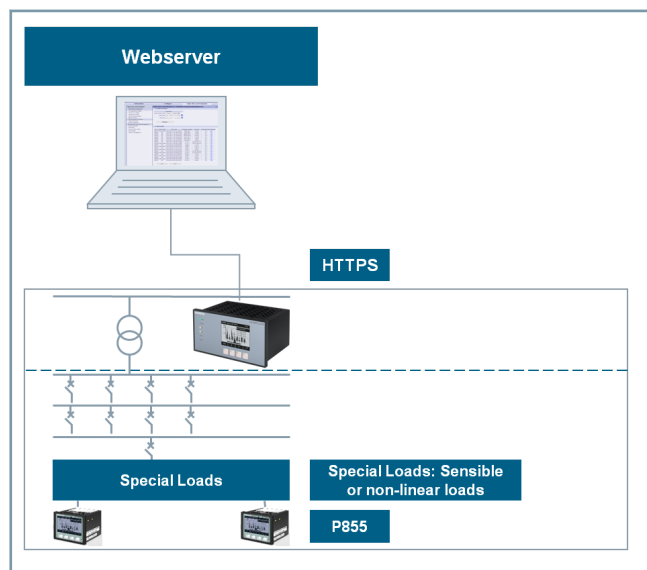 Webserver
HTTPS
Special Loads
Special Loads: Sensible
or non-linear loads
P855